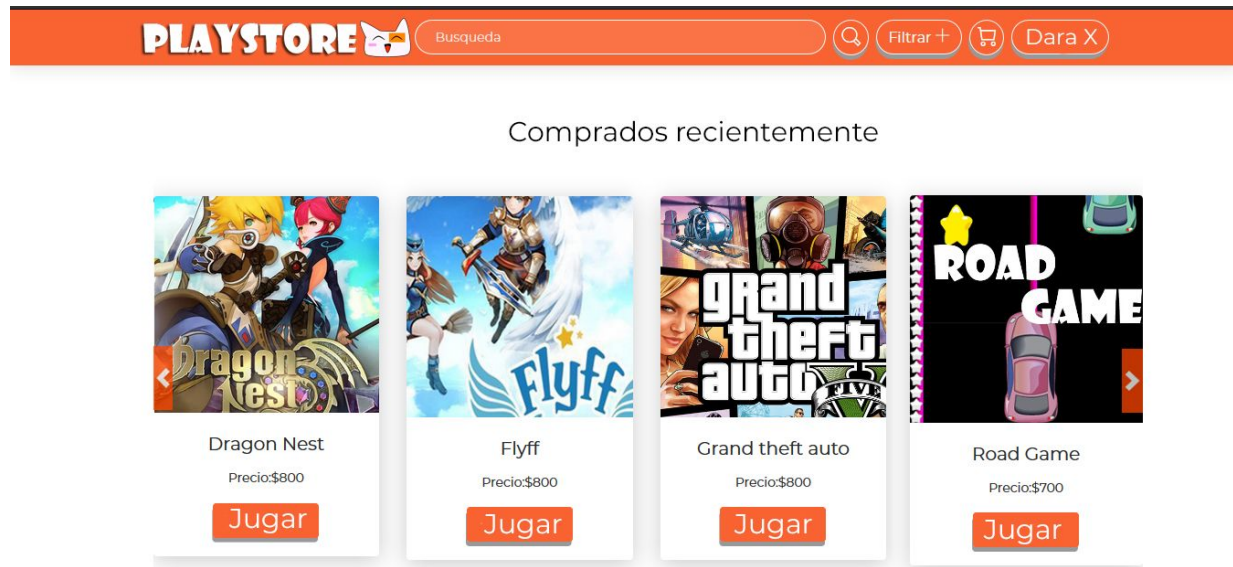 PLAYSTORE
Busqueda
Filtrar +
Dara X
Comprados recientemente
Dragon
Nest
Flyff
grand
theft
auto
FIVE
ROAD
GAME
Dragon Nest
Precio:$800
Jugar
Flyff
Precio:$800
Jugar
Grand theft auto
Precio:$800
Jugar
Road Game
Precio:$700
Jugar